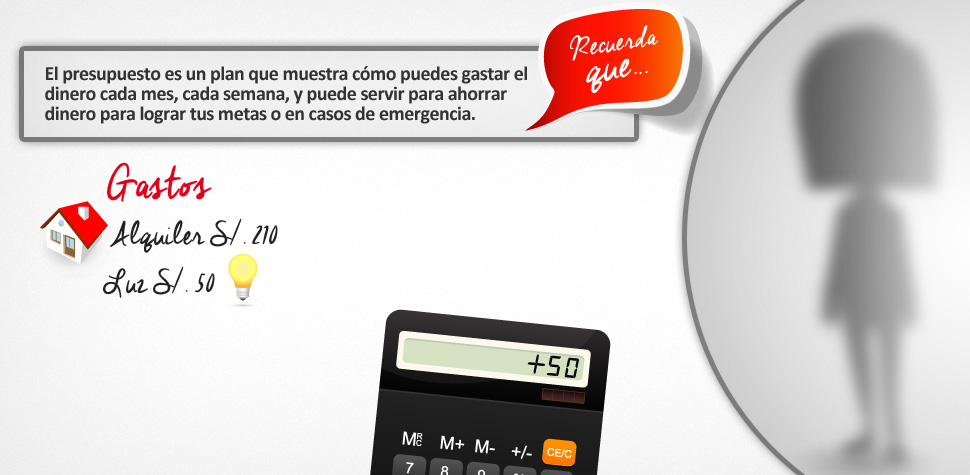 Recuerda
que...
El presupuesto es un plan que muestra cómo puedes gastar el
dinero cada mes, cada semana, y puede servir para ahorrar
dinero para lograr tus metas o en casos de emergencia.
Gastos
Alquiler S/. 210
Luz S/. 50
+50
MRC M+ M- +/- CE/C
7 8 9